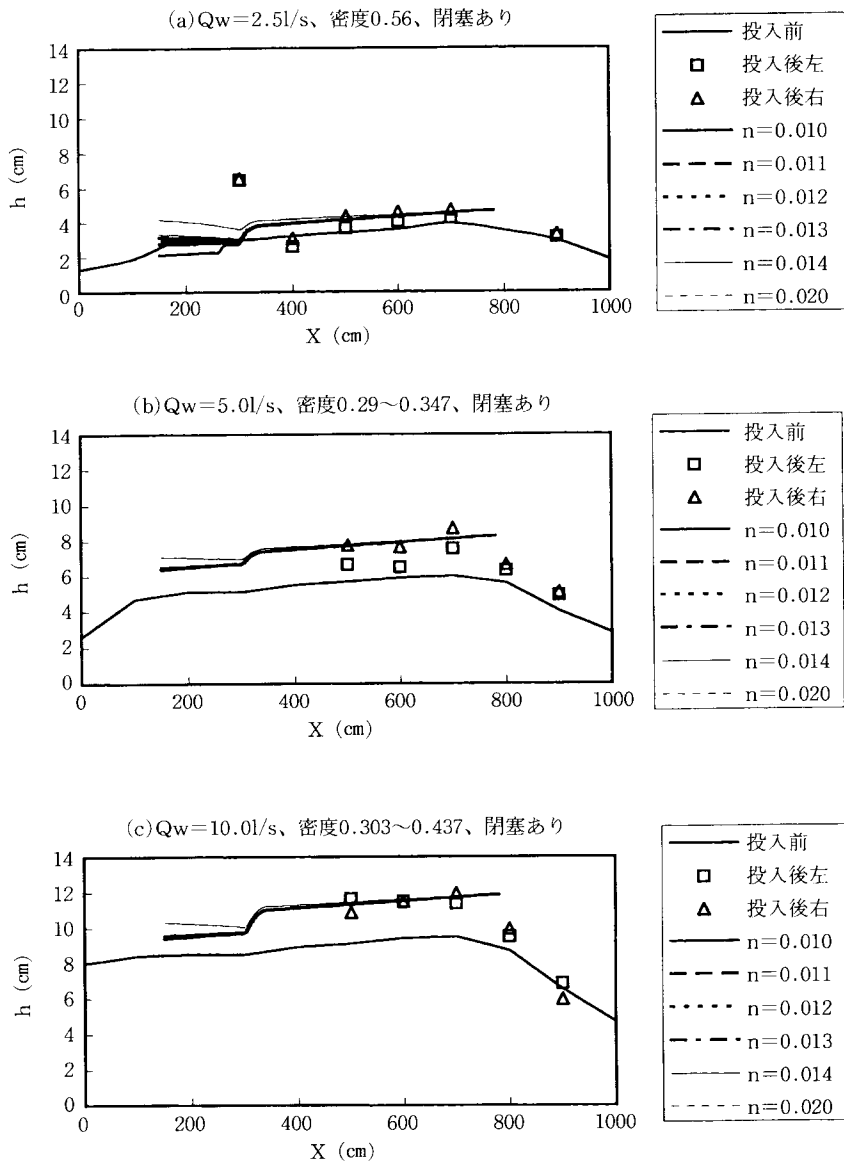 (a)Qw=2.5l/s、密度0.56、閉塞あり
14
12
10
8
6
4
2
0
h (cm)
0 200 400 600 800 1000
X (cm)
投入前
投入後左
投入後右
n=0.010
n=0.011
n=0.012
n=0.013
n=0.014
n=0.020
(b)Qw=5.0l/s、密度0.29～0.347、閉塞あり
14
12
10
8
6
4
2
0
h (cm)
0 200 400 600 800 1000
X (cm)
投入前
投入後左
投入後右
n=0.010
n=0.011
n=0.012
n=0.013
n=0.014
n=0.020
(c)Qw=10.0l/s、密度0.303～0.437、閉塞あり
14
12
10
8
6
4
2
0
h (cm)
0 200 400 600 800 1000
X (cm)
投入前
投入後左
投入後右
n=0.010
n=0.011
n=0.012
n=0.013
n=0.014
n=0.020